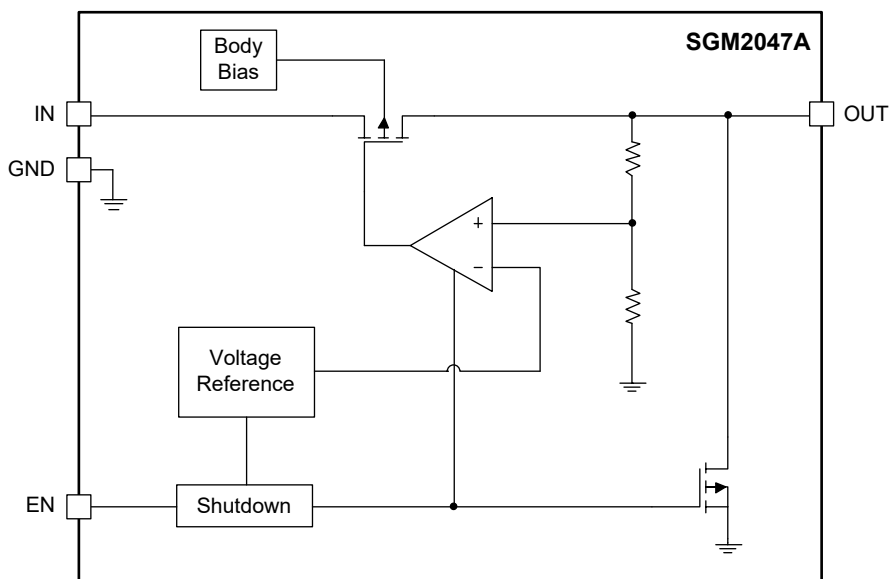 SGM2047A
Body
Bias
IN
OUT
GND
+
−
Voltage
Reference
EN
Shutdown